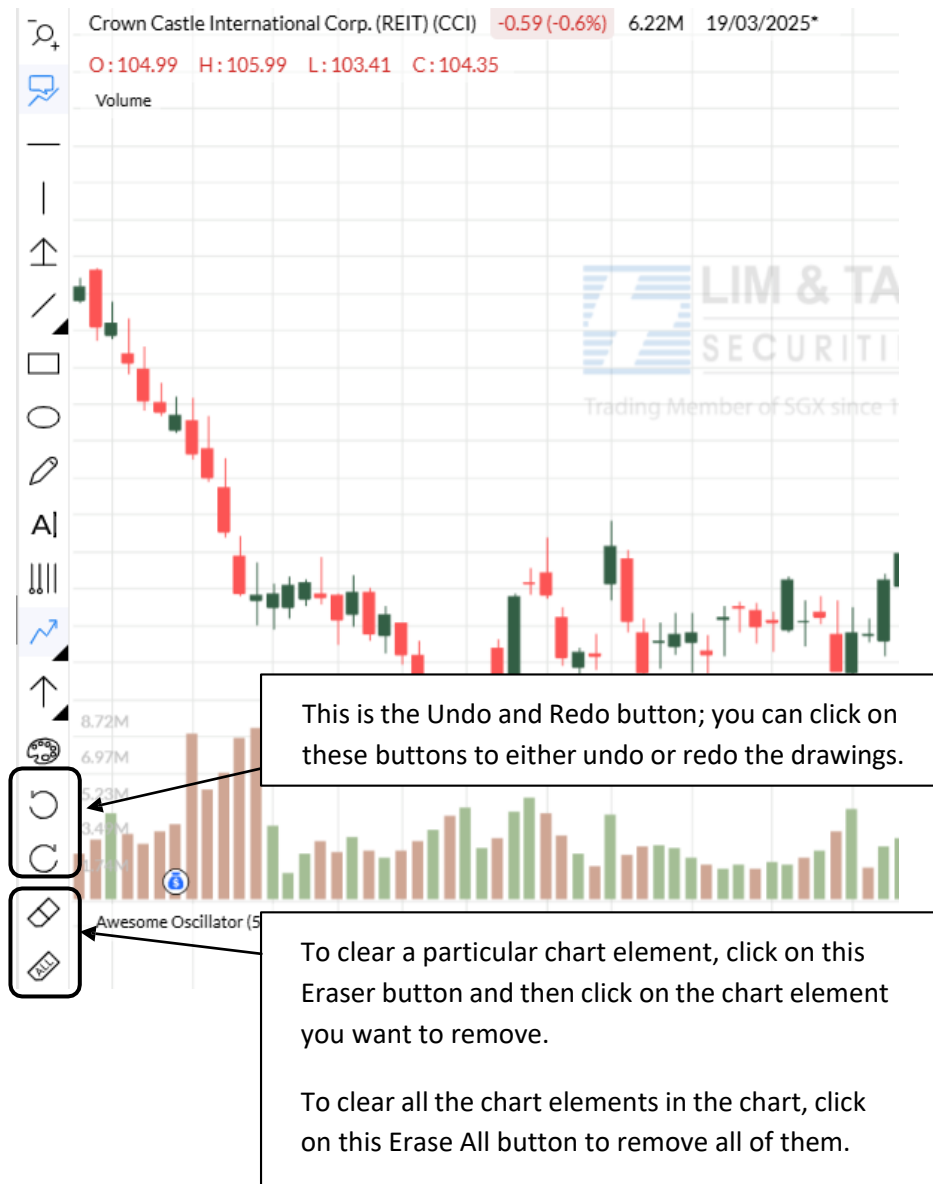 Crown Castle International Corp. (REIT) (CCI) -0.59 (-0.6%) 6.22M 19/03/2025*
O: 104.99 H: 105.99 L: 103.41 C: 104.35
Volume
LIM & TA
SECURITI
Trading Member of SGX since 1
A|
8.72M
6.97M
5.23M
This is the Undo and Redo button; you can click on
these buttons to either undo or redo the drawings.
Awesome Oscillator (5
ALL
To clear a particular chart element, click on this
Eraser button and then click on the chart element
you want to remove.
To clear all the chart elements in the chart, click
on this Erase All button to remove all of them.